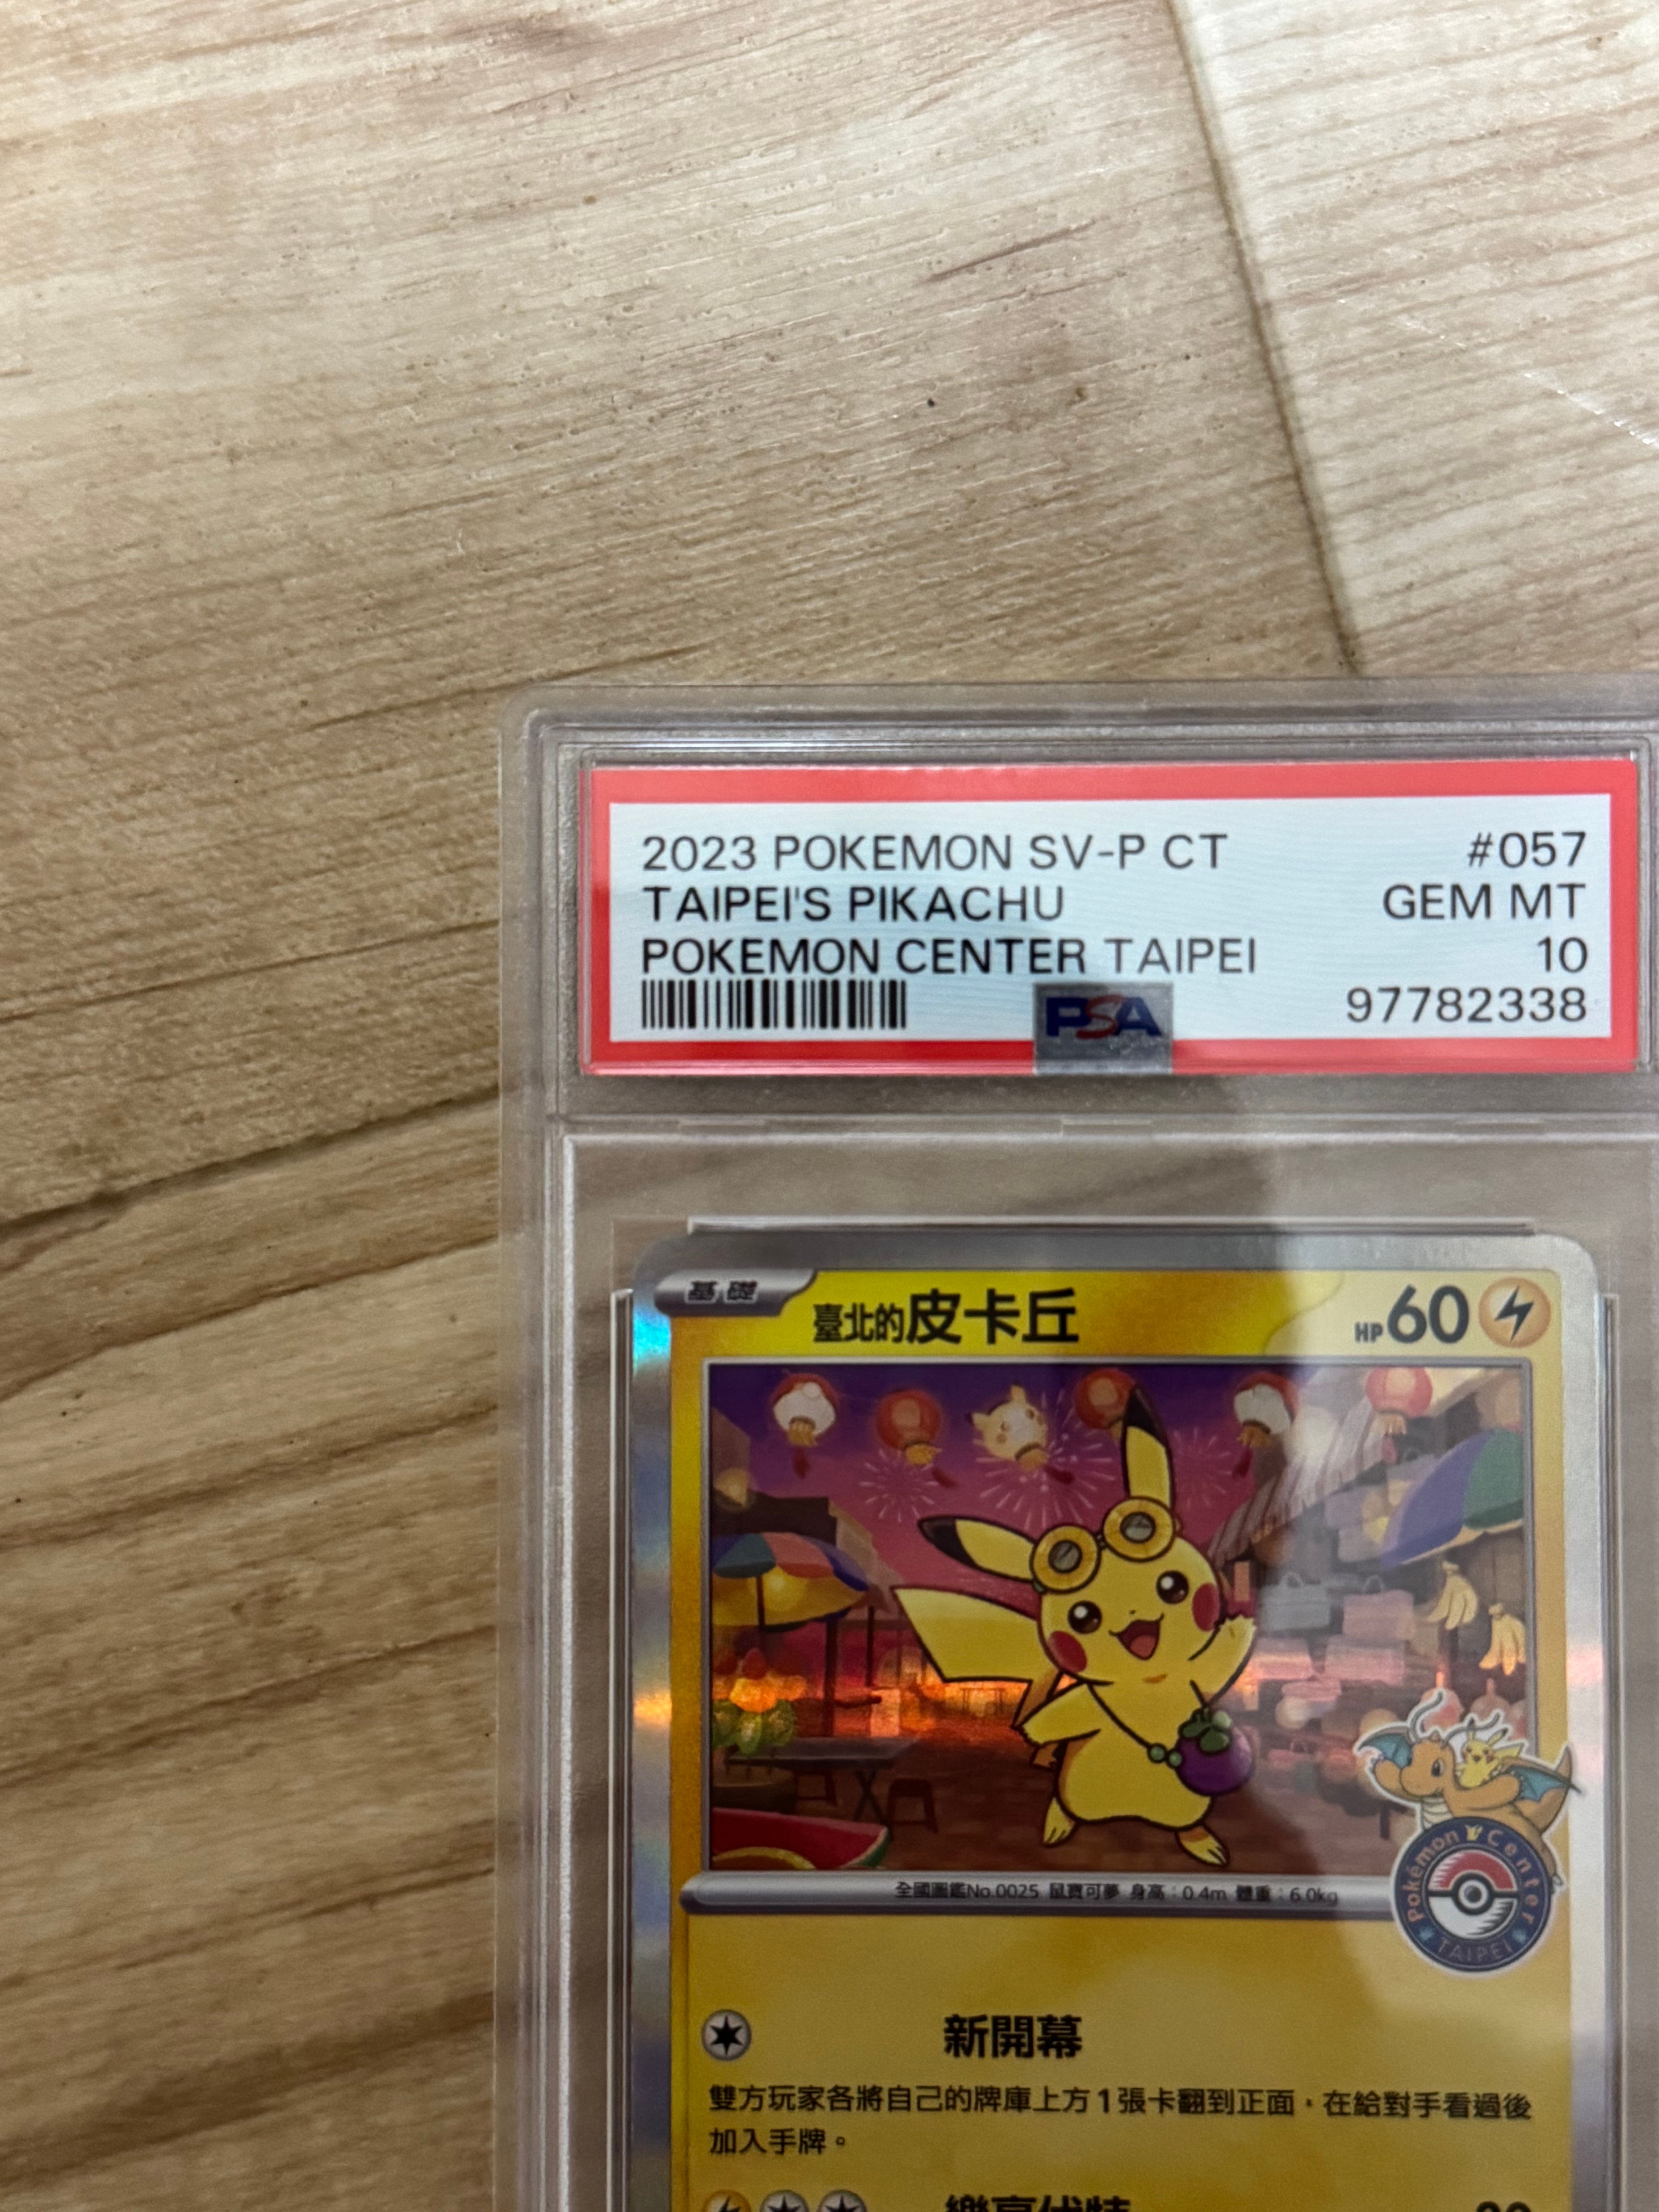 2023 POKEMON SV-P CT #057
TAIPEI'S PIKACHU GEM MT
POKEMON CENTER TAIPEI 10
PSA 97782338
基礎 臺北的皮卡丘 HP 60
全國圖鑑No.0025 鼠寶可夢 身高：0.4m 體重：6.0kg
Pokémon Center
TAIPEI
新開幕
雙方玩家各將自己的牌庫上方1張卡翻到正面，在給對手看過後
加入手牌。